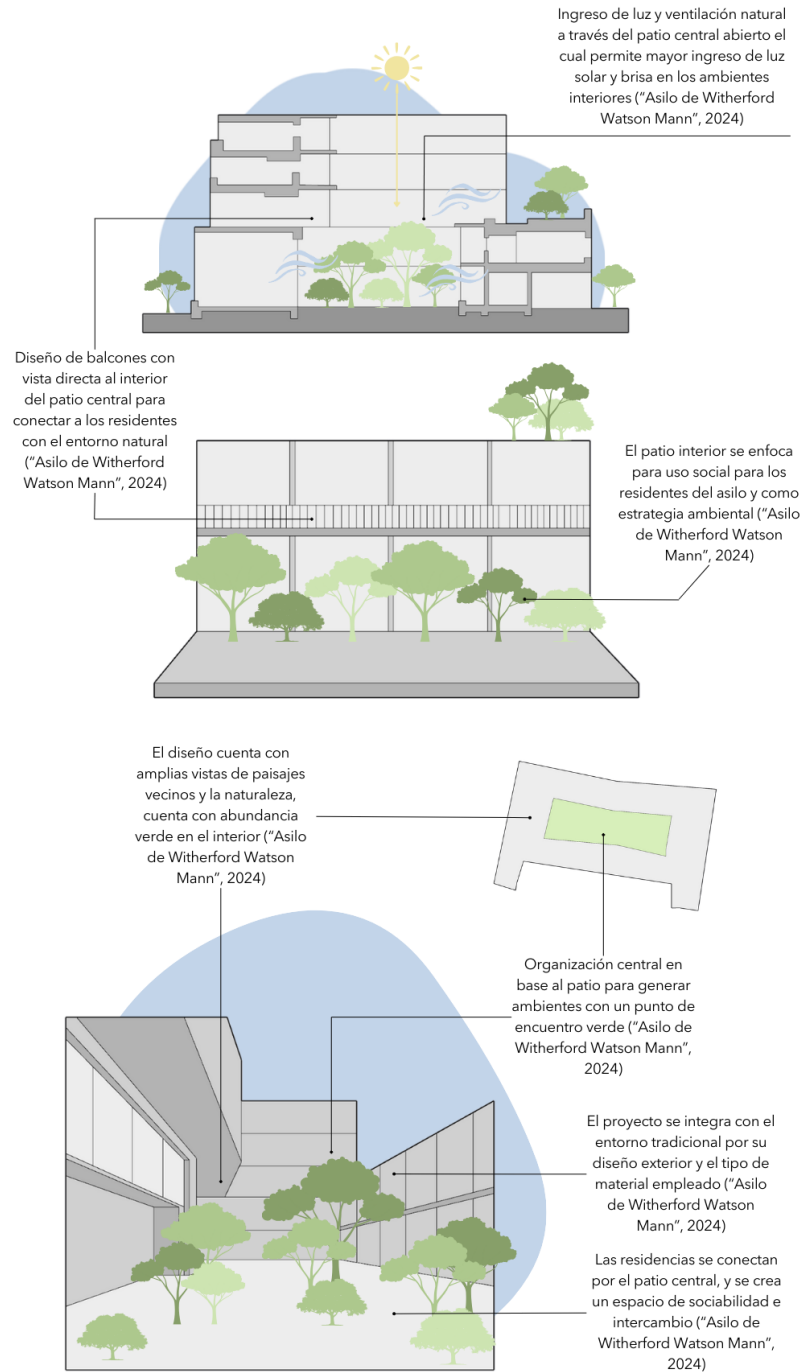 Ingreso de luz y ventilación natural
a través del patio central abierto el
cual permite mayor ingreso de luz
solar y brisa en los ambientes
interiores (“Asilo de Witherford
Watson Mann”, 2024)
Diseño de balcones con
vista directa al interior
del patio central para
conectar a los residentes
con el entorno natural
(“Asilo de Witherford
Watson Mann”, 2024)
El patio interior se enfoca
para uso social para los
residentes del asilo y como
estrategia ambiental (“Asilo
de Witherford Watson
Mann”, 2024)
El diseño cuenta con
amplias vistas de paisajes
vecinos y la naturaleza,
cuenta con abundancia
verde en el interior (“Asilo
de Witherford Watson
Mann”, 2024)
Organización central en
base al patio para generar
ambientes con un punto de
encuentro verde (“Asilo de
Witherford Watson Mann”,
2024)
El proyecto se integra con el
entorno tradicional por su
diseño exterior y el tipo de
material empleado (“Asilo
de Witherford Watson
Mann”, 2024)
Las residencias se conectan
por el patio central, y se crea
un espacio de sociabilidad e
intercambio (“Asilo de
Witherford Watson Mann”,
2024)